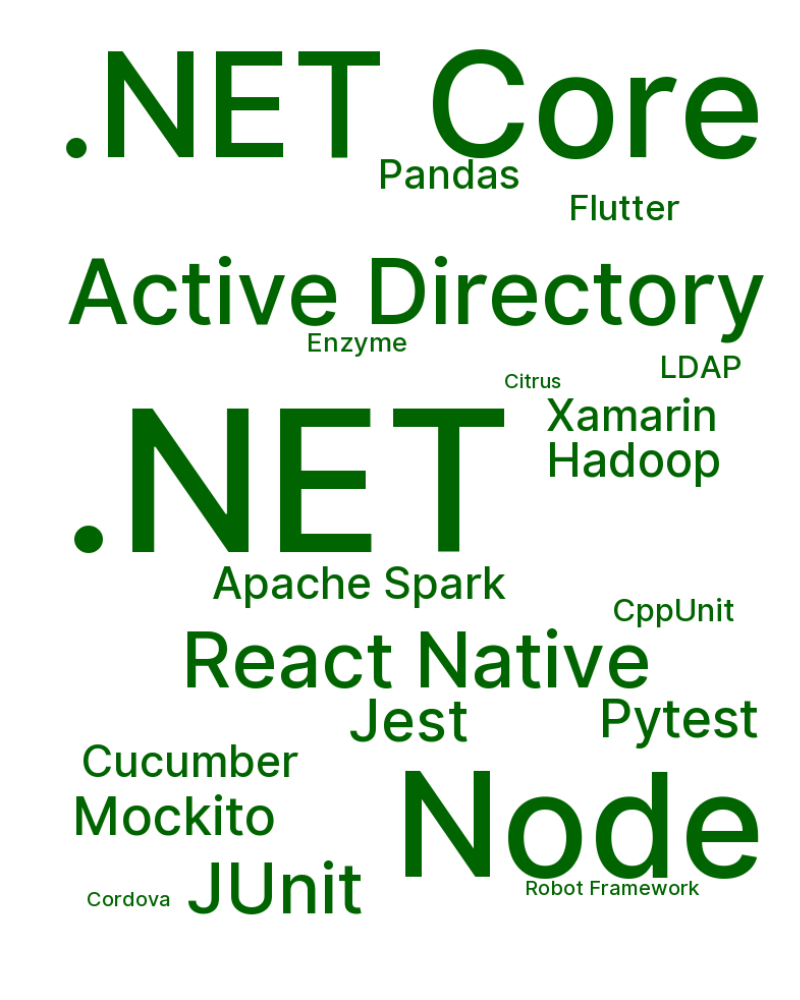 .NET Core
Pandas
Flutter
Active Directory
Enzyme
LDAP
Citrus
Xamarin
Hadoop
.NET
Apache Spark
CppUnit
React Native
Jest
Pytest
Cucumber
Mockito
Node
JUnit
Robot Framework
Cordova